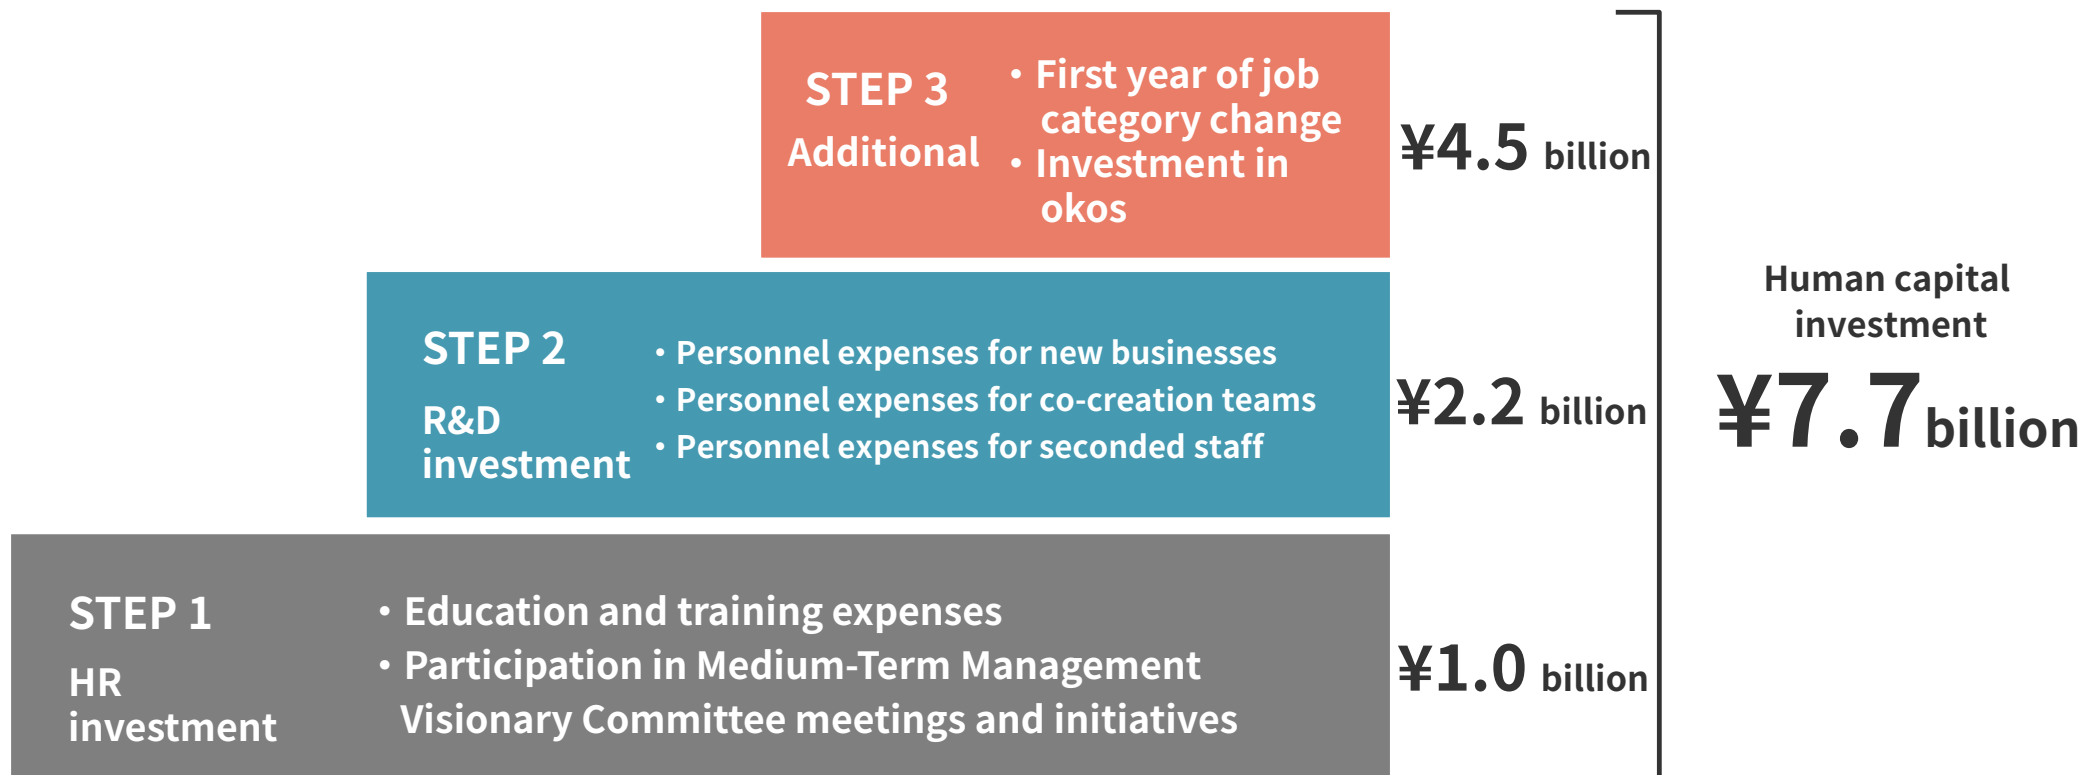 STEP 3
Additional
・First year of job
category change
・Investment in
okos
¥4.5 billion
STEP 2
R&D
investment
・Personnel expenses for new businesses
・Personnel expenses for co-creation teams
・Personnel expenses for seconded staff
¥2.2 billion
STEP 1
HR
investment
・Education and training expenses
・Participation in Medium-Term Management
Visionary Committee meetings and initiatives
¥1.0 billion
Human capital
investment
¥7.7 billion